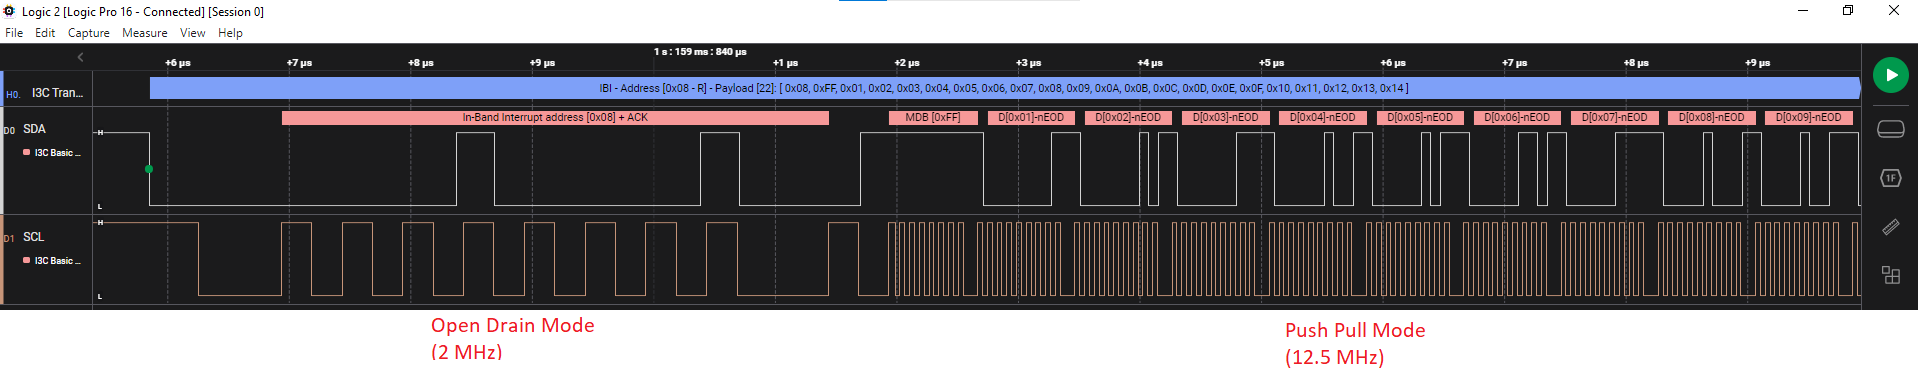 Logic 2 [Logic Pro 16 - Connected] [Session 0]
File Edit Capture Measure View Help
1 s : 159 ms : 840 µs
+6 µs +7 µs +8 µs +9 µs +1 µs +2 µs +3 µs +4 µs +5 µs +6 µs +7 µs +8 µs +9 µs
H0. I3C Tran... IBI - Address [0x08 - R] - Payload [22]: [ 0x08, 0xFF, 0x01, 0x02, 0x03, 0x04, 0x05, 0x06, 0x07, 0x08, 0x09, 0x0A, 0x0B, 0x0C, 0x0D, 0x0E, 0x0F, 0x10, 0x11, 0x12, 0x13, 0x14 ]
In-Band Interrupt address [0x08] + ACK MDB [0xFF] D[0x01]-nEOD D[0x02]-nEOD D[0x03]-nEOD D[0x04]-nEOD D[0x05]-nEOD D[0x06]-nEOD D[0x07]-nEOD D[0x08]-nEOD D[0x09]-nEOD
D0 SDA H
I3C Basic ...
L
H
D1 SCL
I3C Basic ...
L
1F
Open Drain Mode
(2 MHz)
Push Pull Mode
(12.5 MHz)